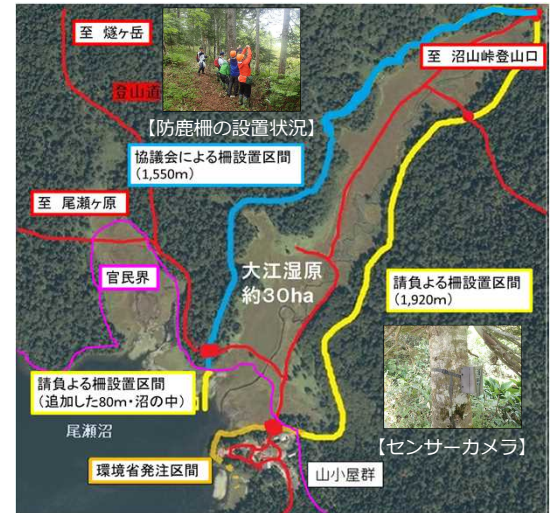 至 燧ケ岳
登山道
【防鹿柵の設置状況】
至 沼山峠登山口
協議会による柵設置区間
(1,550m)
至 尾瀬ヶ原
官民界
大江湿原
約30ha
請負よる柵設置区間
(1,920m)
請負よる柵設置区間
(追加した80m・沼の中)
尾瀬沼
【センサーカメラ】
環境省発注区間
山小屋群